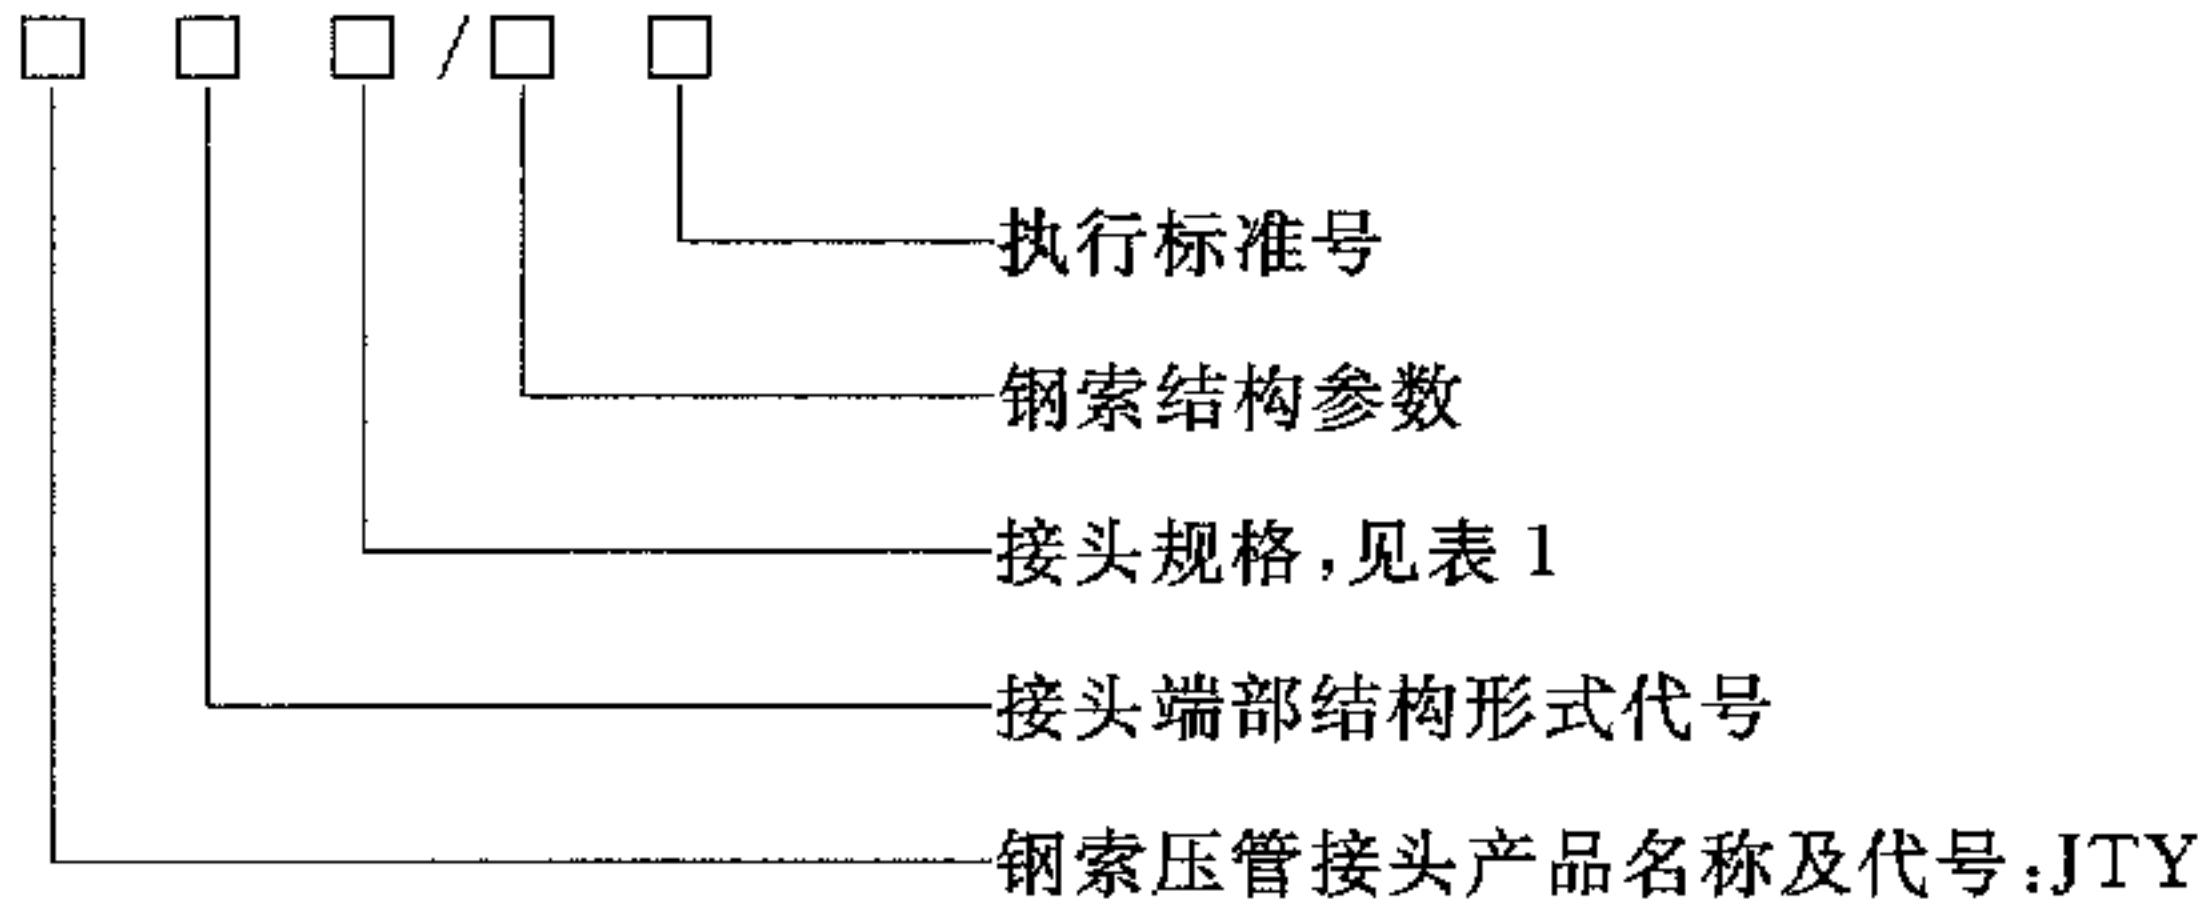 □ □ □/□ □
执行标准号
钢索结构参数
接头规格,见表1
接头端部结构形式代号
钢索压管接头产品名称及代号:JTY